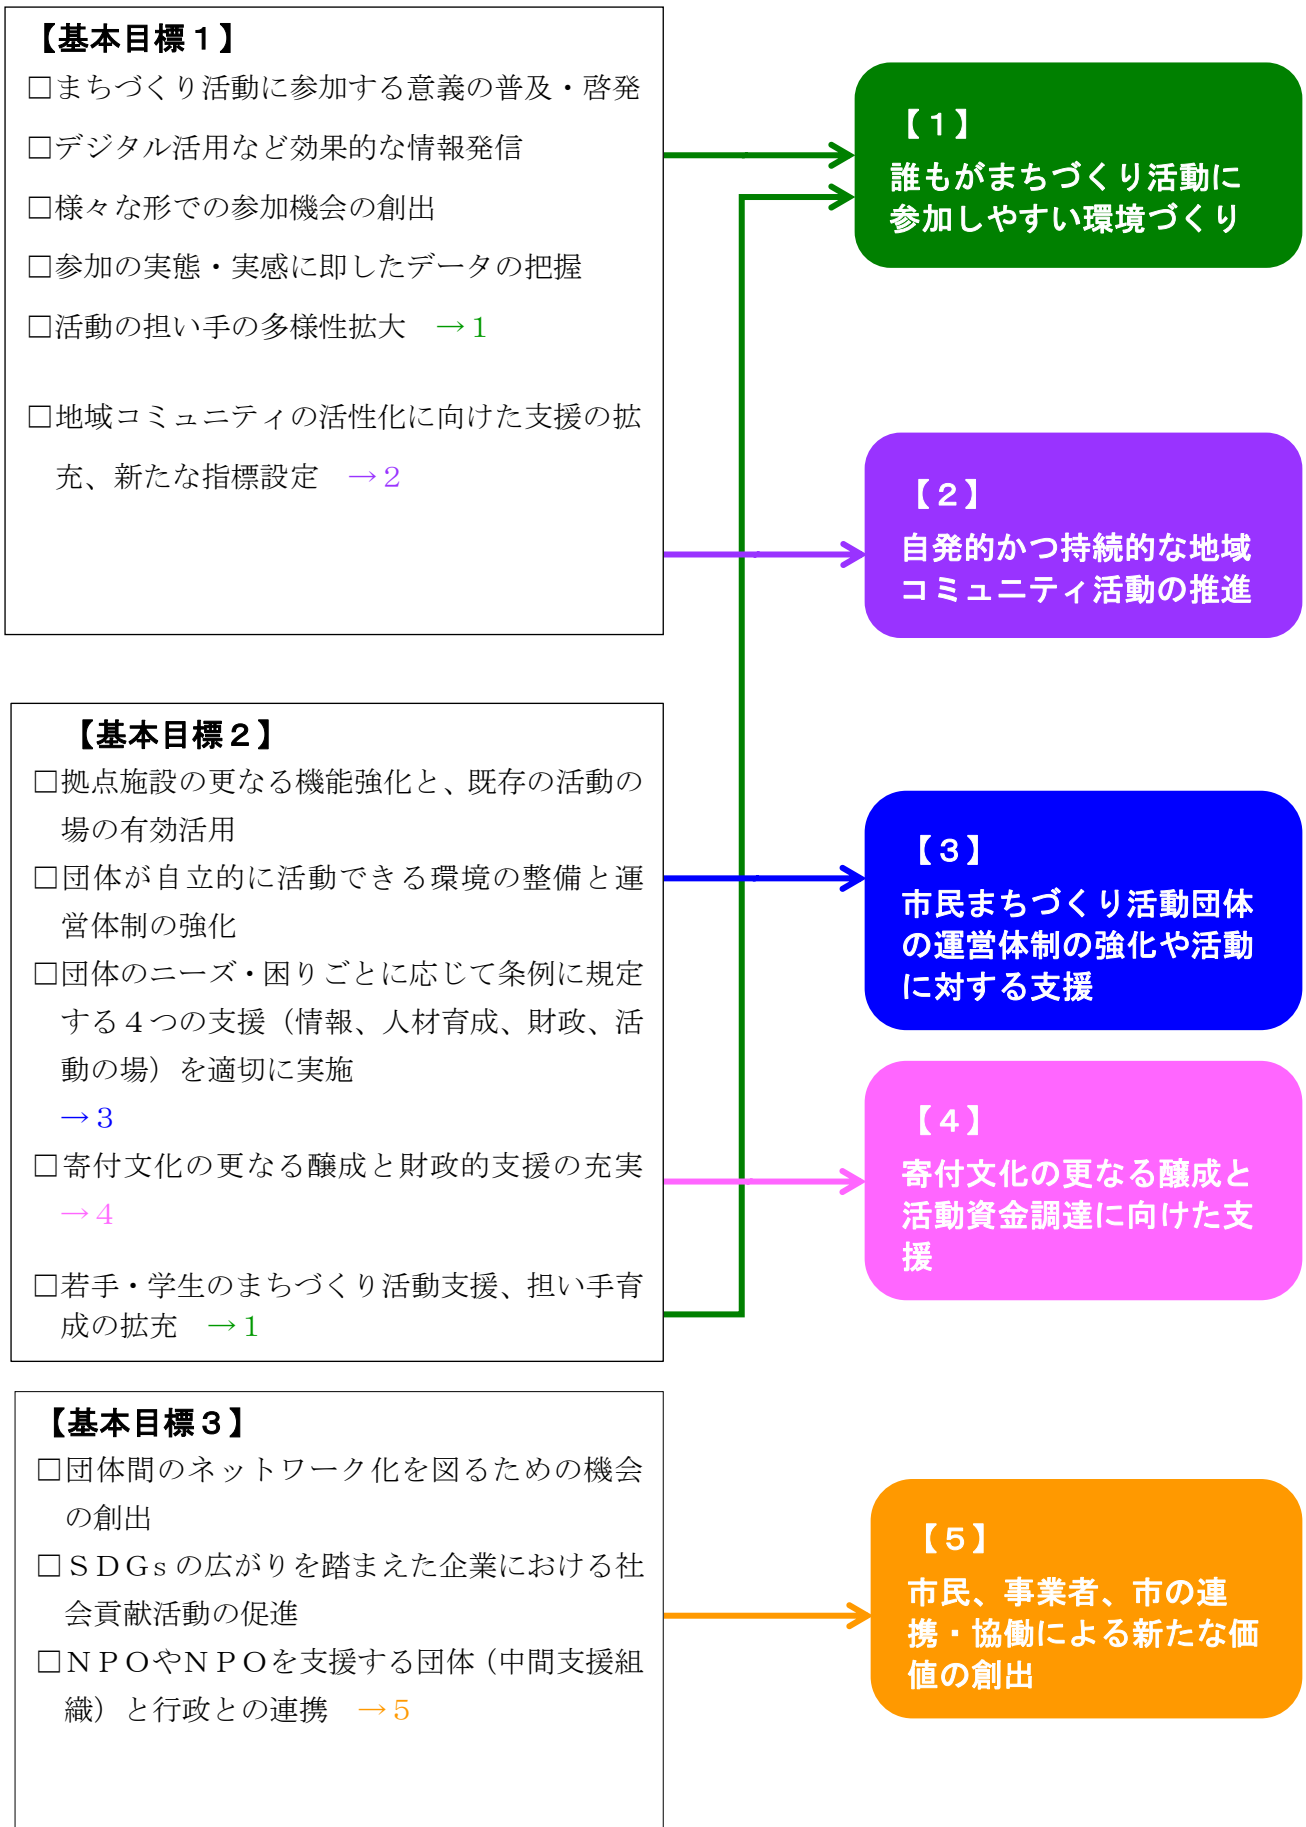 【基本目標１】
□まちづくり活動に参加する意義の普及・啓発
□デジタル活用など効果的な情報発信
□様々な形での参加機会の創出
□参加の実態・実感に即したデータの把握
□活動の担い手の多様性拡大　→１
□地域コミュニティの活性化に向けた支援の拡
充、新たな指標設定　→２
【基本目標２】
□拠点施設の更なる機能強化と、既存の活動の
場の有効活用
□団体が自立的に活動できる環境の整備と運
営体制の強化
□団体のニーズ・困りごとに応じて条例に規定
する４つの支援（情報、人材育成、財政、活
動の場）を適切に実施
→３
□寄付文化の更なる醸成と財政的支援の充実
→４
□若手・学生のまちづくり活動支援、担い手育
成の拡充　→１
【基本目標３】
□団体間のネットワーク化を図るための機会
の創出
□ＳＤＧｓの広がりを踏まえた企業における社
会貢献活動の促進
□ＮＰＯやＮＰＯを支援する団体（中間支援組
織）と行政との連携　→５
【１】
誰もがまちづくり活動に
参加しやすい環境づくり
【２】
自発的かつ持続的な地域
コミュニティ活動の推進
【３】
市民まちづくり活動団体
の運営体制の強化や活動
に対する支援
【４】
寄付文化の更なる醸成と
活動資金調達に向けた支
援
【５】
市民、事業者、市の連
携・協働による新たな価
値の創出